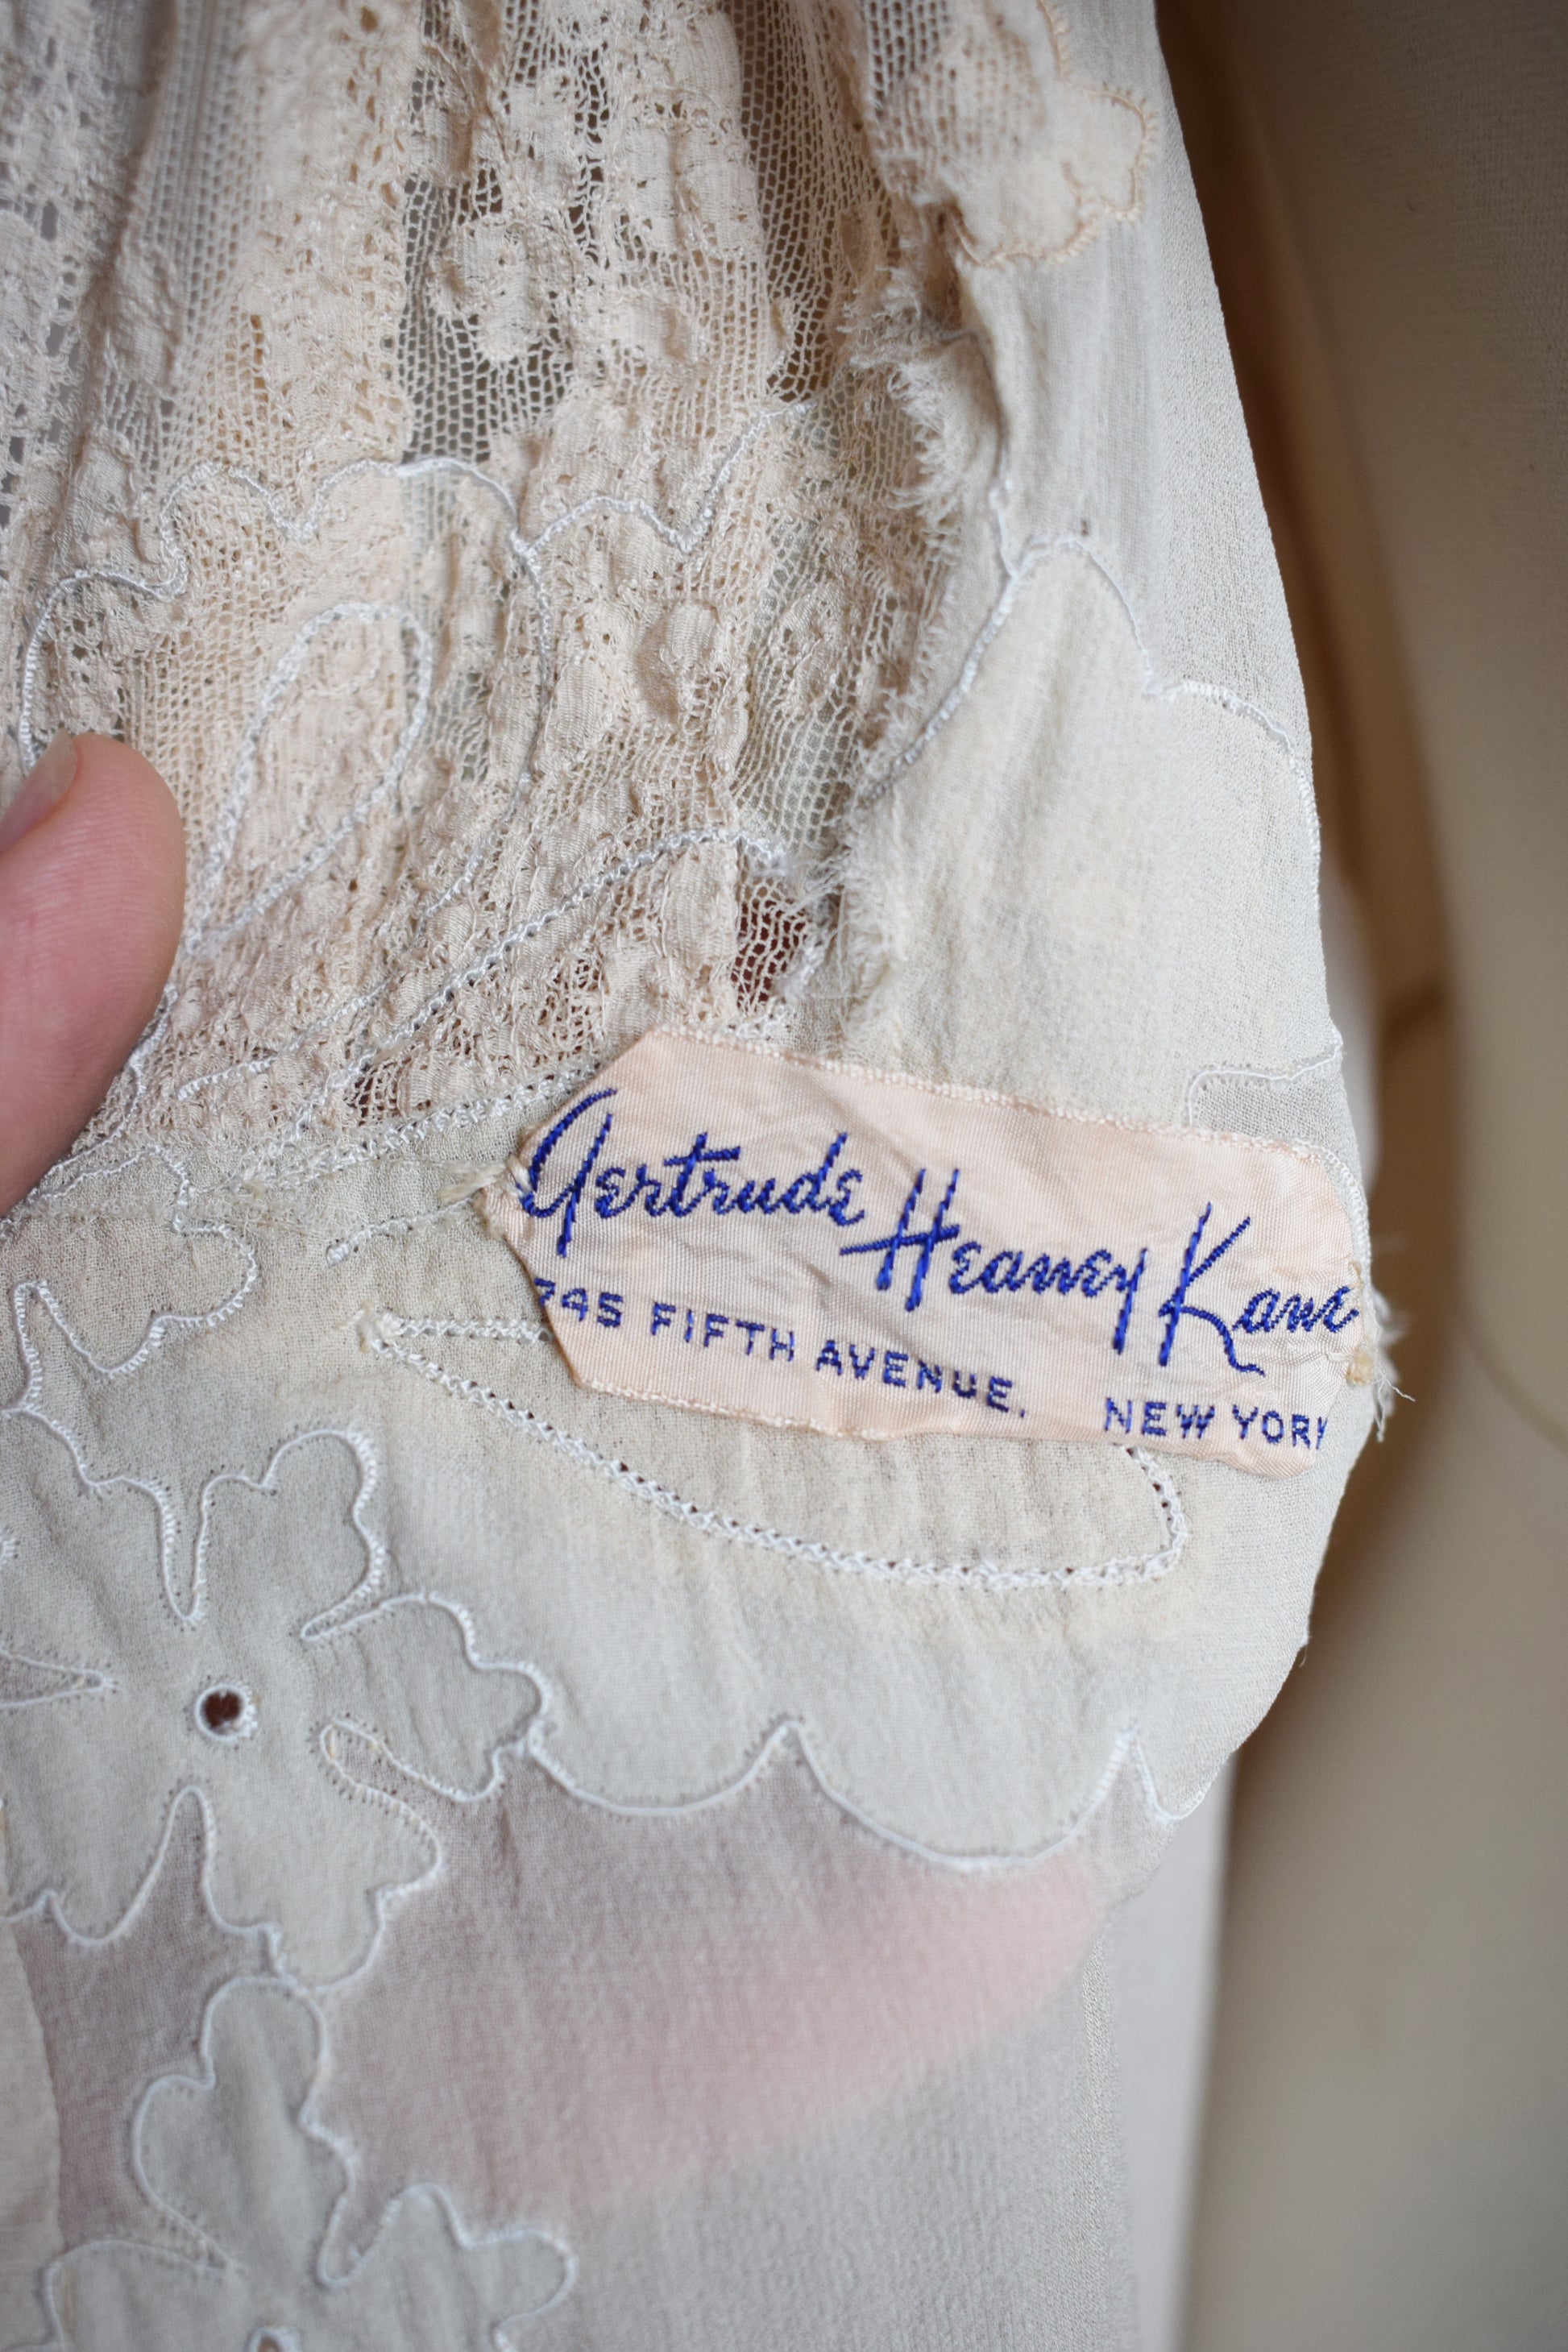 Gertrude Heaney Kane
745 FIFTH AVENUE, NEW YORK